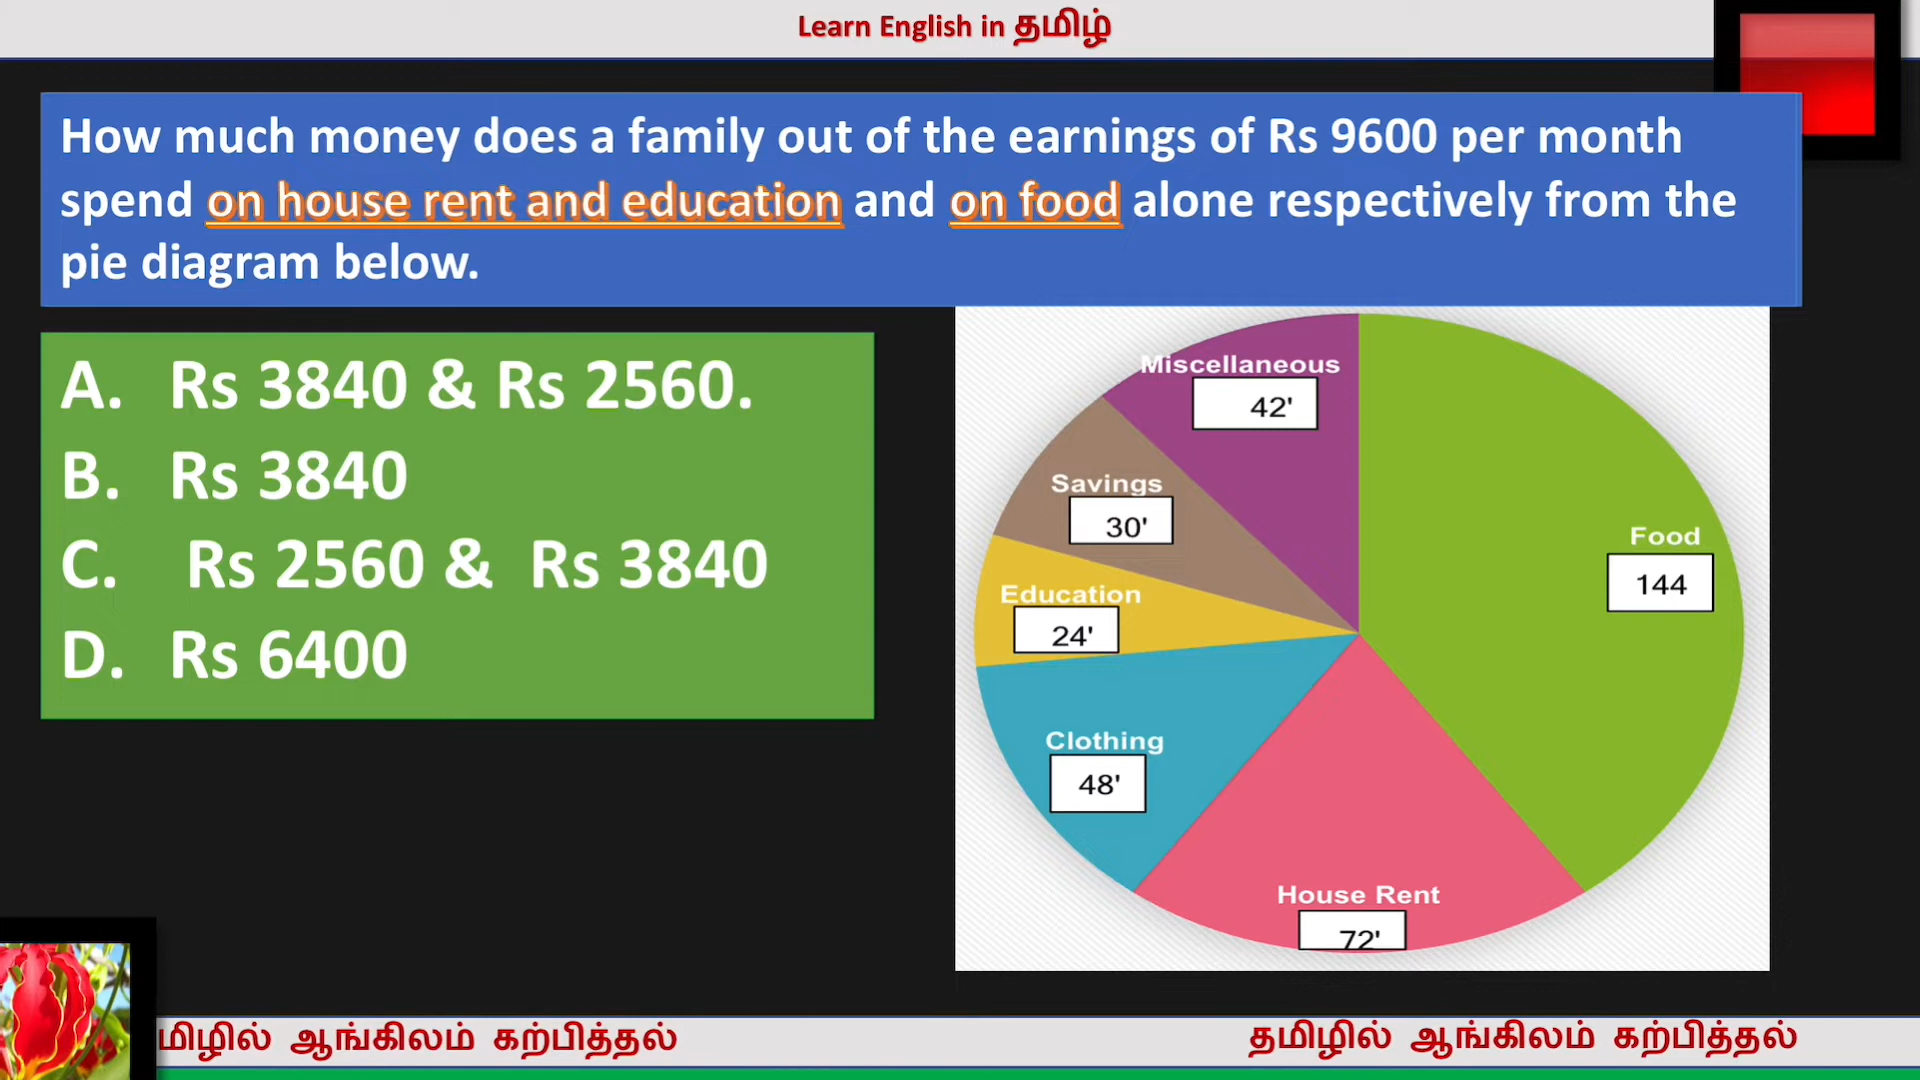 Learn English in தமிழ்
How much money does a family out of the earnings of Rs 9600 per month
spend on house rent and education and on food alone respectively from the
pie diagram below.
A. Rs 3840 & Rs 2560.
B. Rs 3840
C. Rs 2560 & Rs 3840
D. Rs 6400
Miscellaneous
42'
Savings
30'
Food
144
Education
24'
Clothing
48'
House Rent
72'
மிழில் ஆங்கிலம் கற்பித்தல்
தமிழில் ஆங்கிலம் கற்பித்தல்